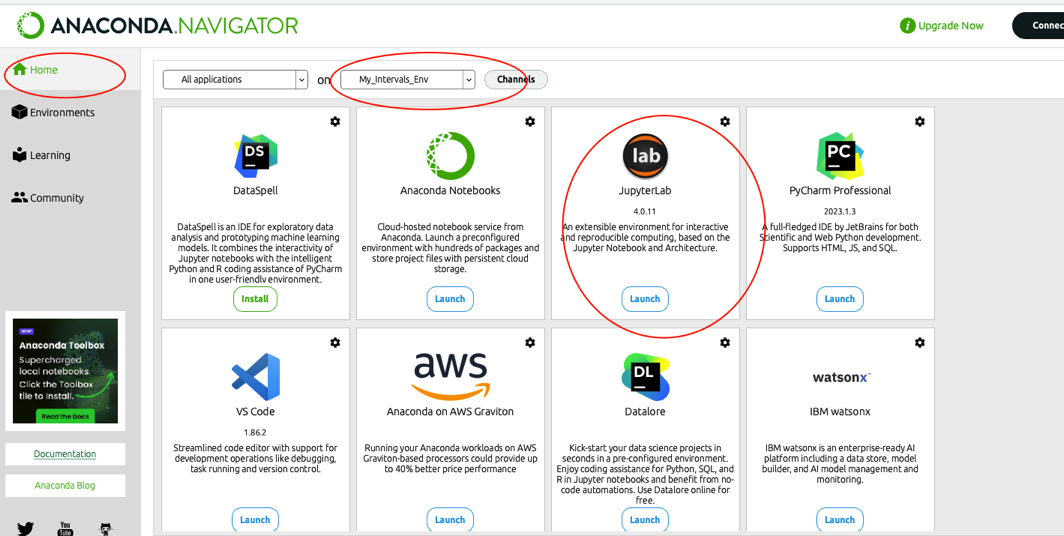 ANACONDA.NAVIGATOR
Upgrade Now
Connec
Home
All applications
on
My_Intervals_Env
Channels
Environments
Learning
Community
DS
DataSpell
DataSpell is an IDE for exploratory data
analysis and prototyping machine learning
models. It combines the interactivity of
Jupyter notebooks with the intelligent
Python and R coding assistance of PyCharm
in one user-friendly environment.
Install
Anaconda Notebooks
Cloud-hosted notebook service from
Anaconda. Launch a preconfigured
environment with hundreds of packages and
store project files with persistent cloud
storage.
Launch
lab
JupyterLab
4.0.11
An extensible environment for interactive
and reproducible computing, based on the
Jupyter Notebook and Architecture.
Launch
PC
PyCharm Professional
2023.1.3
A full-fledged IDE by JetBrains for both
Scientific and Web Python development.
Supports HTML, JS, and SQL.
Launch
Anaconda Toolbox
Supercharged
local notebooks.
Click the Toolbox
tile to install.
Read the Docs
Documentation
Anaconda Blog
You
Tube
VS Code
1.86.2
Streamlined code editor with support for
development operations like debugging,
task running and version control.
Launch
aws
Anaconda on AWS Graviton
Running your Anaconda workloads on AWS
Graviton-based processors could provide up
to 40% better price performance
Launch
DL
Datalore
Kick-start your data science projects in
seconds in a pre-configured environment.
Enjoy coding assistance for Python, SQL, and
R in Jupyter notebooks and benefit from no-
code automations. Use Datalore online for
free.
Launch
watsonx™
IBM watsonx
IBM watsonx is an enterprise-ready AI
platform including a data store, model
builder, and AI model management and
monitoring.
Launch